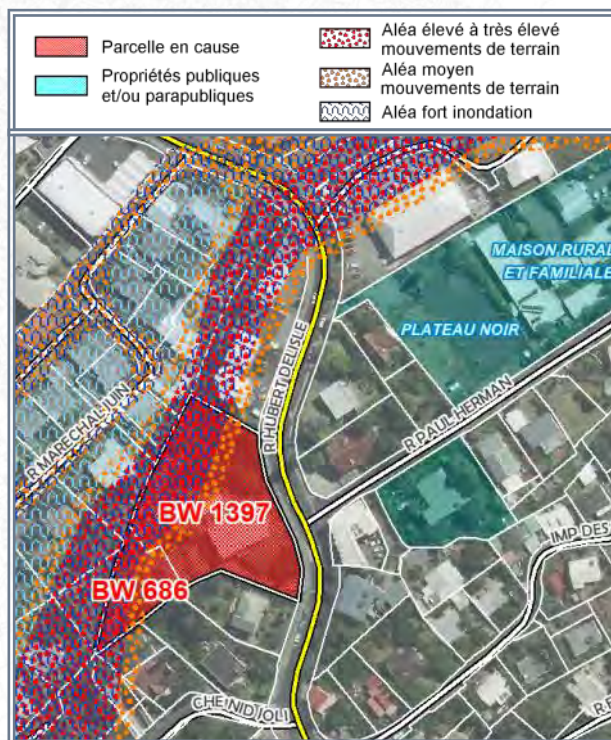 Parcelle en cause
Propriétés publiques
et/ou parapubliques
Aléa élevé à très élevé
mouvements de terrain
Aléa moyen
mouvements de terrain
Aléa fort inondation
MAISON RURAL
ET FAMILIALE
PLATEAU NOIR
R HUBERT DELISLE
R MARECHAL JUIN
R PAUL HERMAN
BW 1397
IMP DES
BW 686
CHE NID JOLI